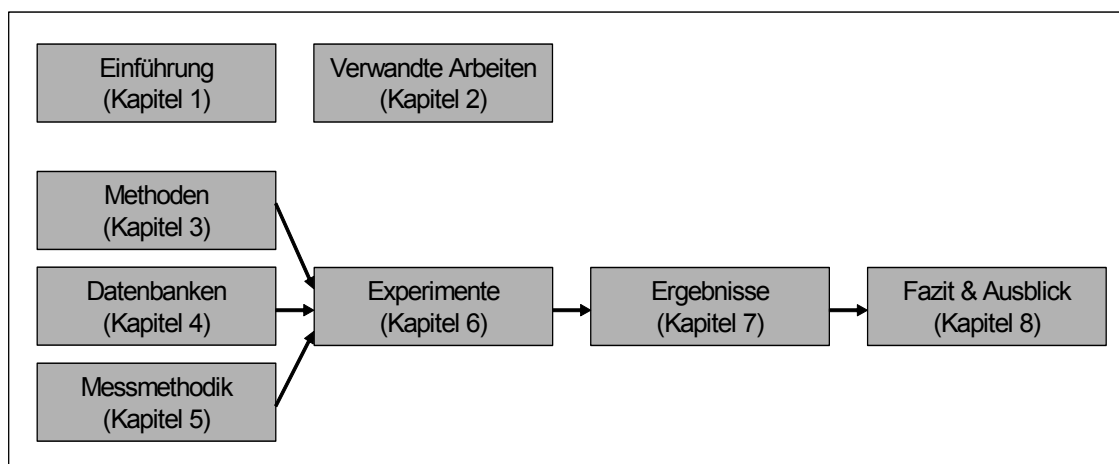 Einführung
(Kapitel 1)
Verwandte Arbeiten
(Kapitel 2)
Methoden
(Kapitel 3)
Datenbanken
(Kapitel 4)
Messmethodik
(Kapitel 5)
Experimente
(Kapitel 6)
Ergebnisse
(Kapitel 7)
Fazit & Ausblick
(Kapitel 8)